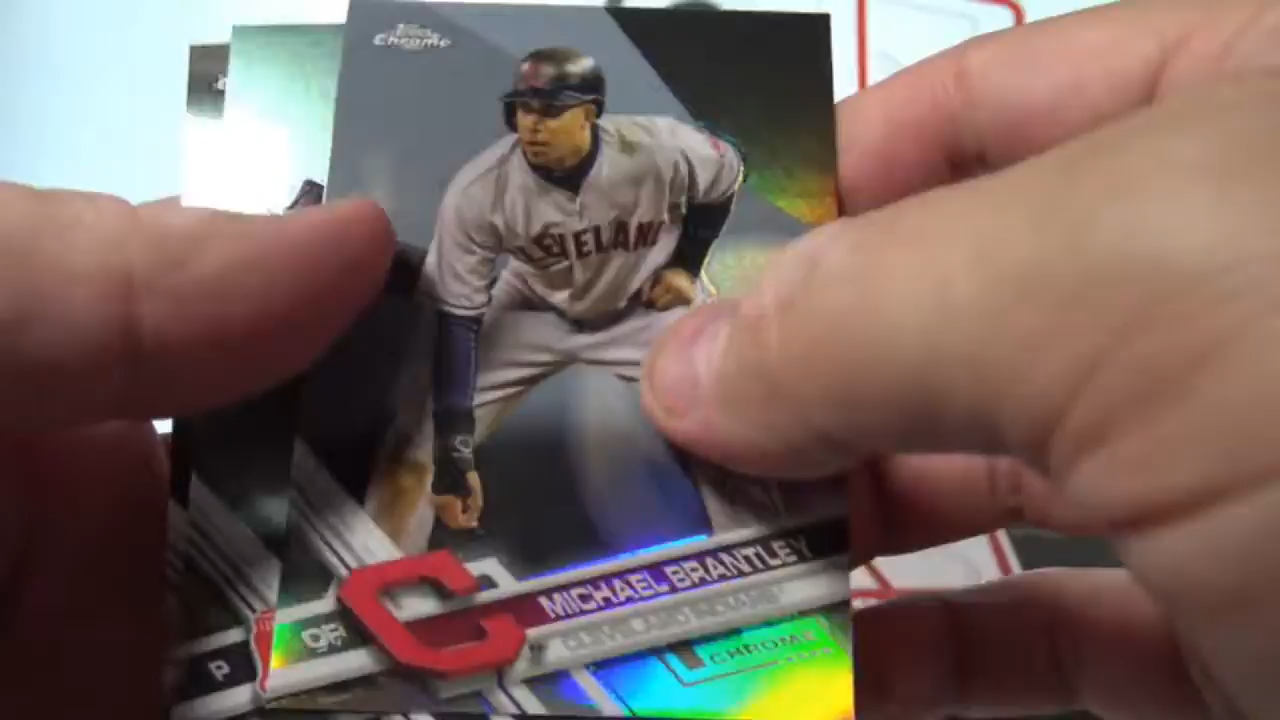 Topps
Chrome
CLEVELAND
MICHAEL BRANTLEY
OF
C
P
CHROME